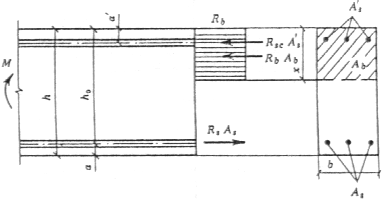 a'
R_b
A'_s
M
h
h_0
R_sc A'_s
R_b A_b
x
A_b
R_s A_s
a
b
A_s